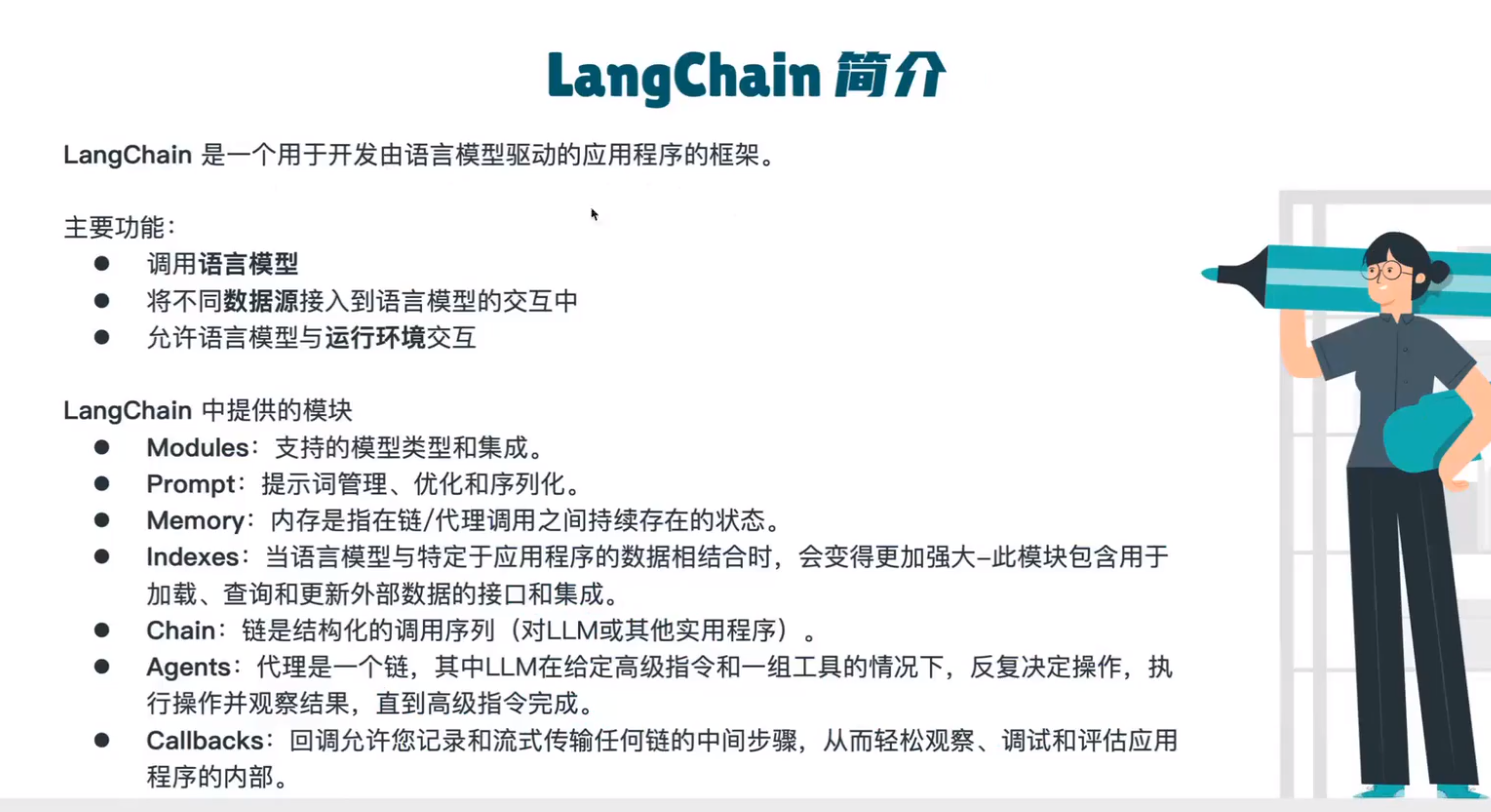 LangChain 简介
LangChain 是一个用于开发由语言模型驱动的应用程序的框架。
主要功能：
● 调用语言模型
● 将不同数据源接入到语言模型的交互中
● 允许语言模型与运行环境交互
LangChain 中提供的模块
● Modules：支持的模型类型和集成。
● Prompt：提示词管理、优化和序列化。
● Memory：内存是指在链/代理调用之间持续存在的状态。
● Indexes：当语言模型与特定于应用程序的数据相结合时，会变得更加强大–此模块包含用于
加载、查询和更新外部数据的接口和集成。
● Chain：链是结构化的调用序列（对LLM或其他实用程序）。
● Agents：代理是一个链，其中LLM在给定高级指令和一组工具的情况下，反复决定操作，执
行操作并观察结果，直到高级指令完成。
● Callbacks：回调允许您记录和流式传输任何链的中间步骤，从而轻松观察、调试和评估应用
程序的内部。